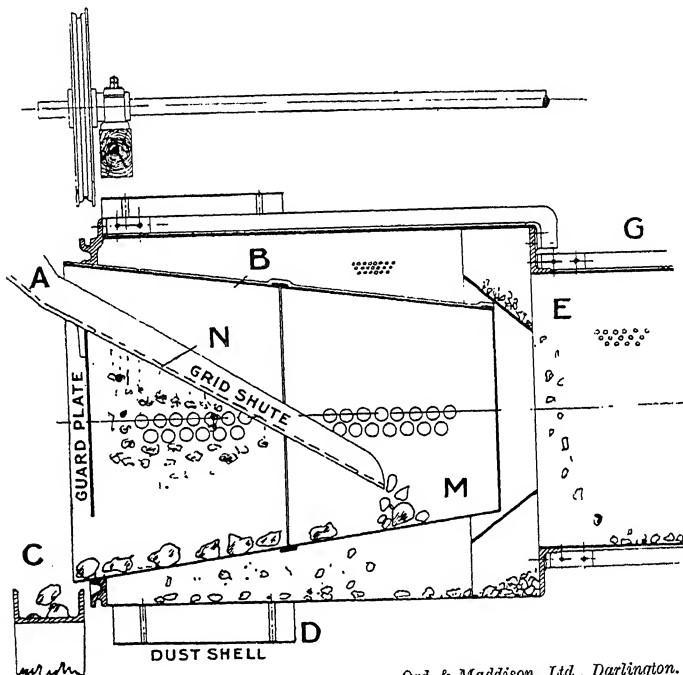 G
B
A
E
N
GRID SHUTE
GUARD PLATE
M
C
D
DUST SHELL
Ord & Maddison, Ltd., Darlington.